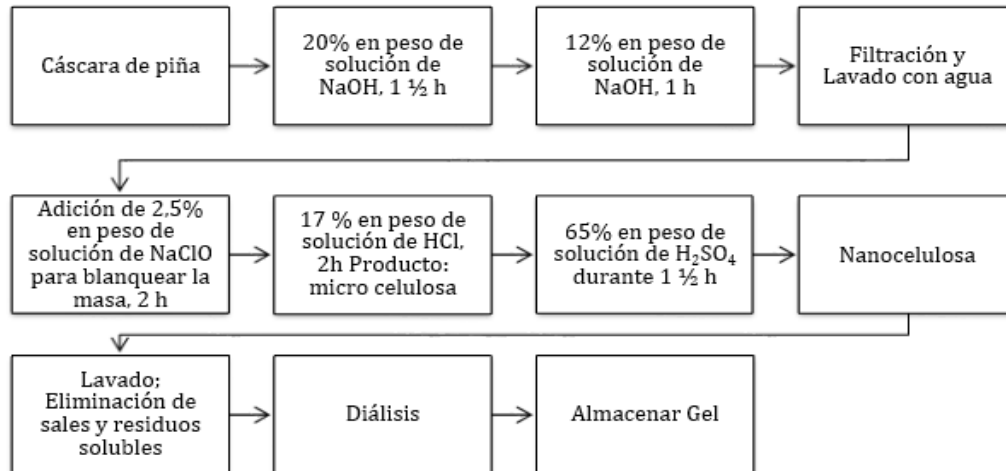 Cáscara de piña
20% en peso de
solución de
NaOH, 1 ½ h
12% en peso de
solución de
NaOH, 1 h
Filtración y
Lavado con agua
Adición de 2,5%
en peso de
solución de NaClO
para blanquear la
masa, 2 h
17 % en peso de
solución de HCl,
2h Producto:
micro celulosa
65% en peso de
solución de H₂SO₄
durante 1 ½ h
Nanocelulosa
Lavado;
Eliminación de
sales y residuos
solubles
Diálisis
Almacenar Gel